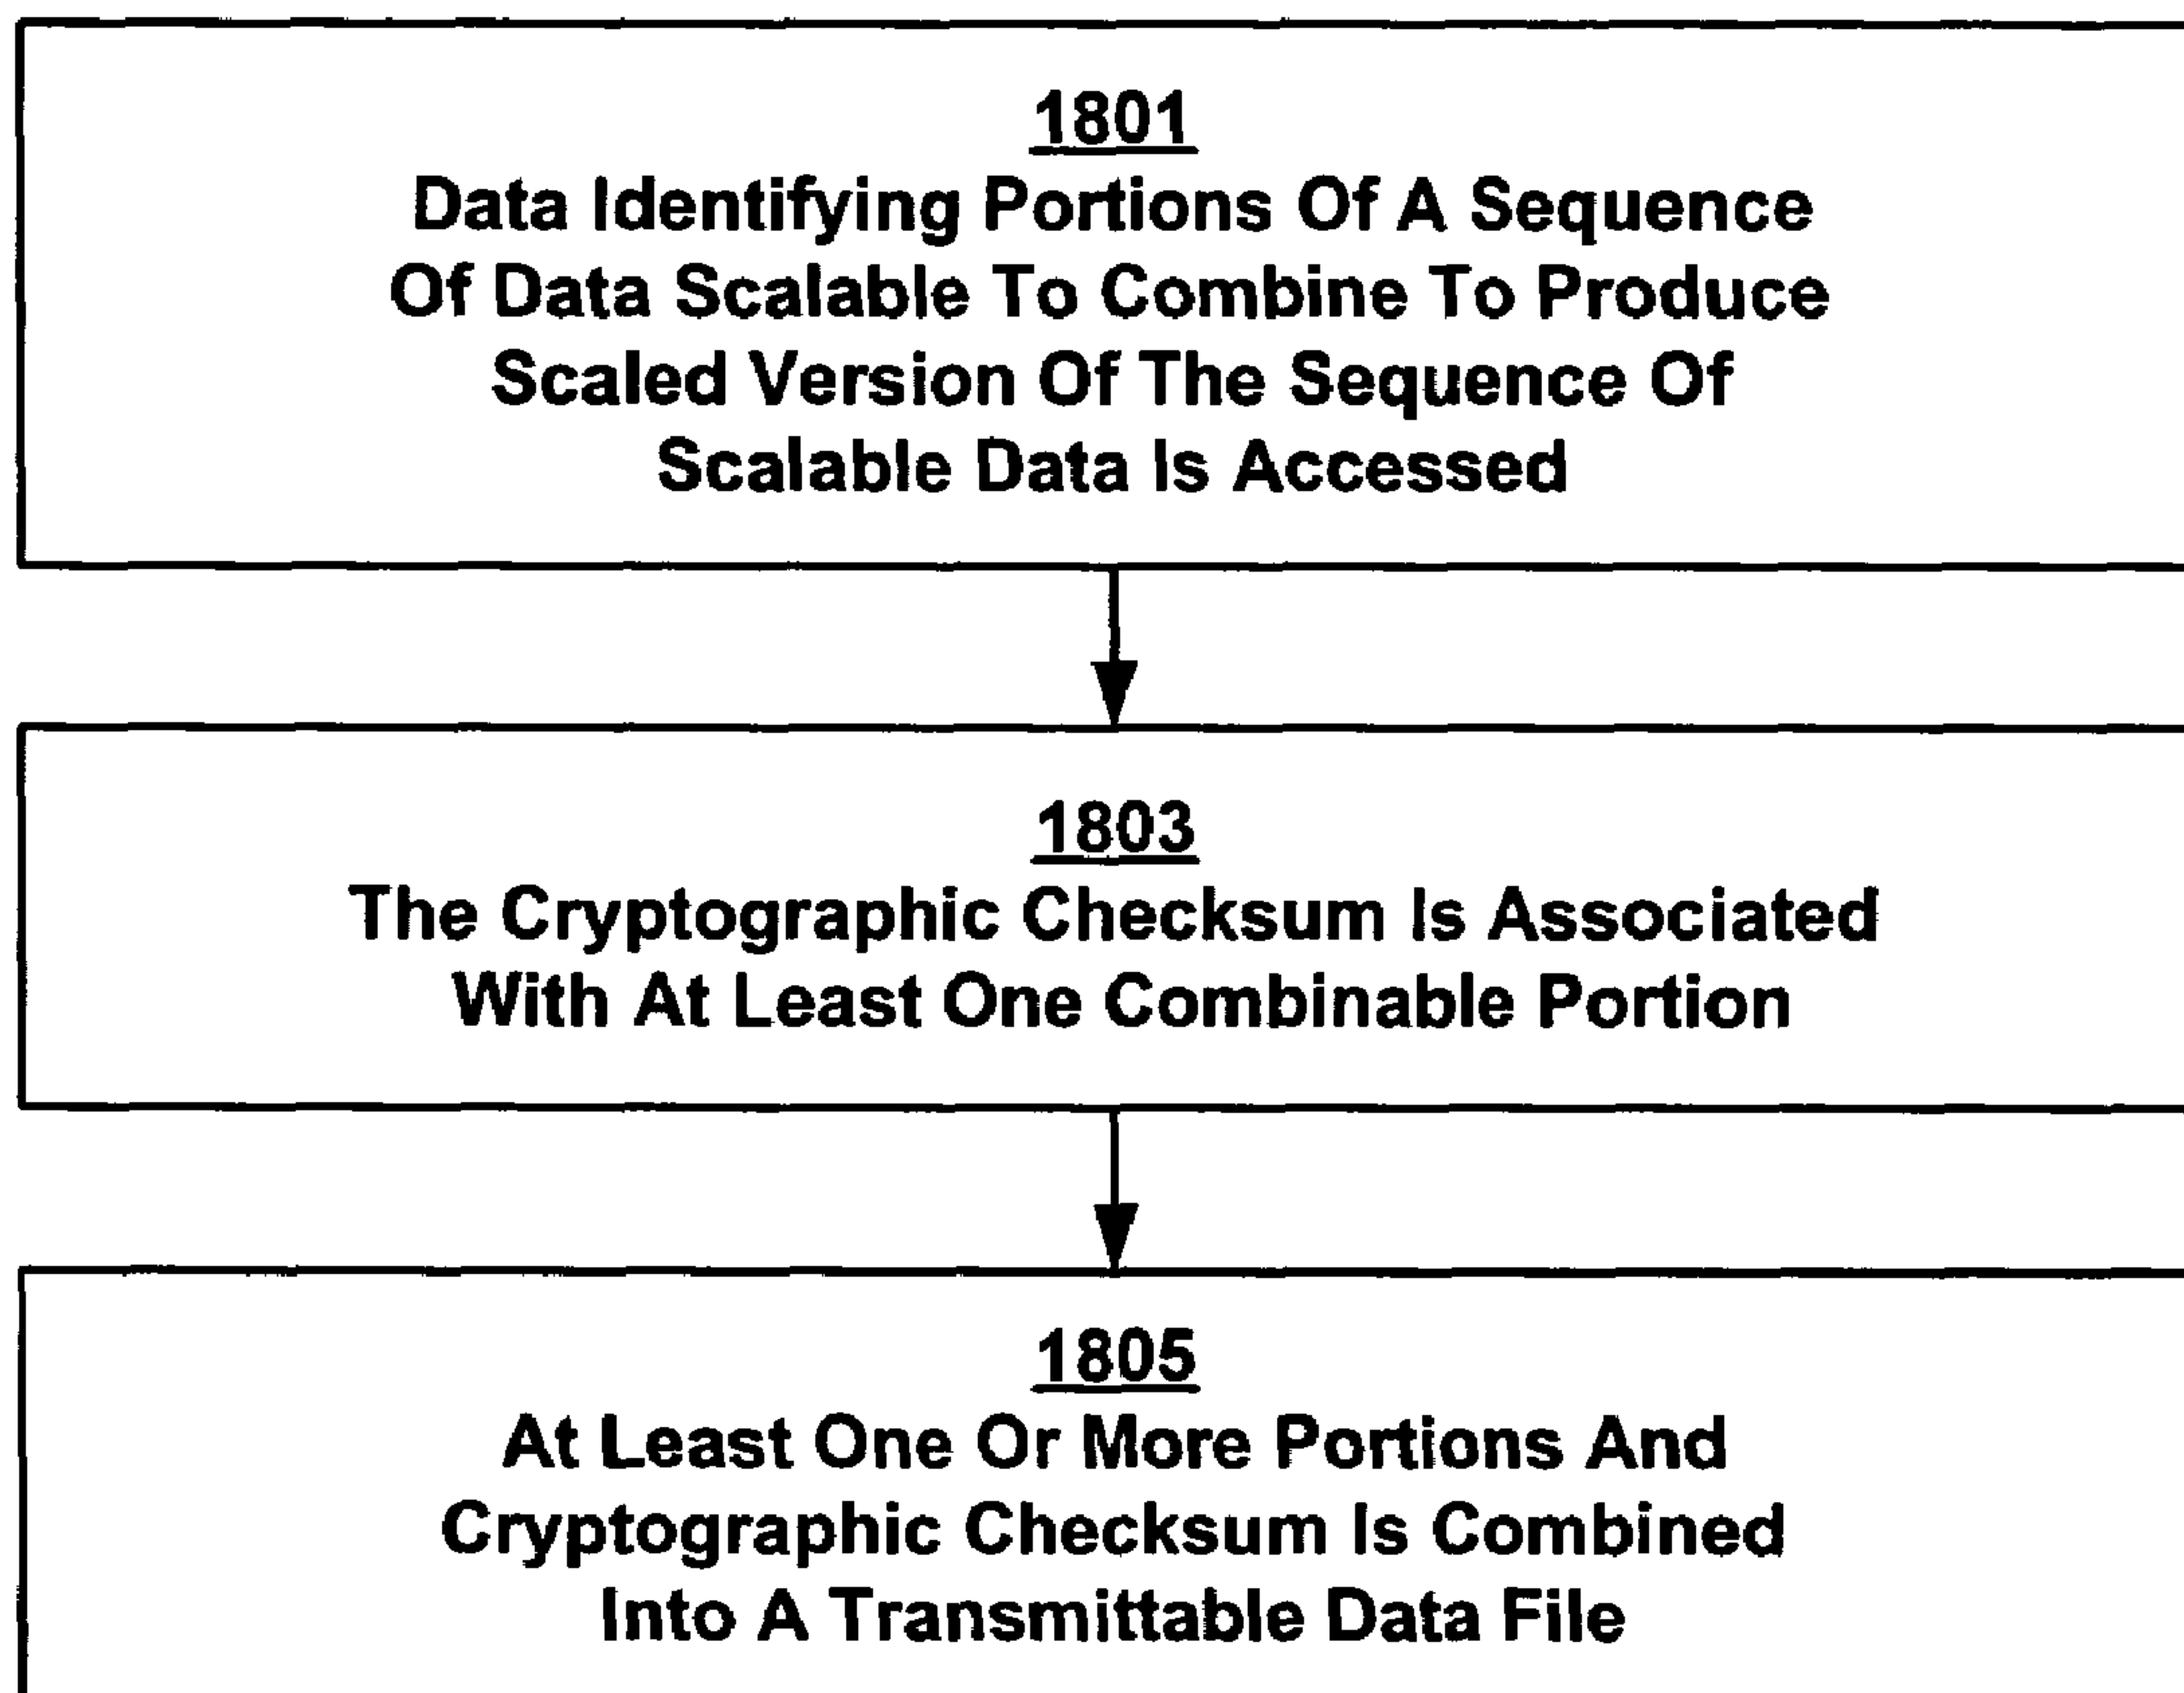 1801
Data Identifying Portions Of A Sequence
Of Data Scalable To Combine To Produce
Scaled Version Of The Sequence Of
Scalable Data Is Accessed
1803
The Cryptographic Checksum Is Associated
With At Least One Combinable Portion
1805
At Least One Or More Portions And
Cryptographic Checksum Is Combined
Into A Transmittable Data File